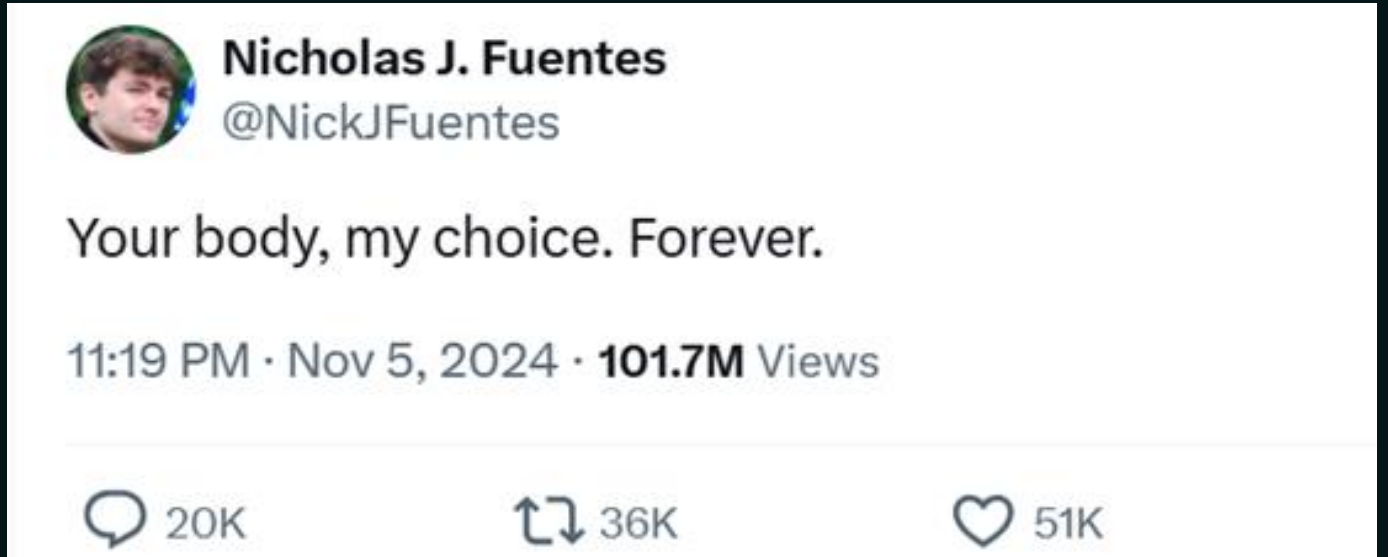 Nicholas J. Fuentes
@NickJFuentes
Your body, my choice. Forever.
11:19 PM · Nov 5, 2024 · 101.7M Views
20K 36K 51K